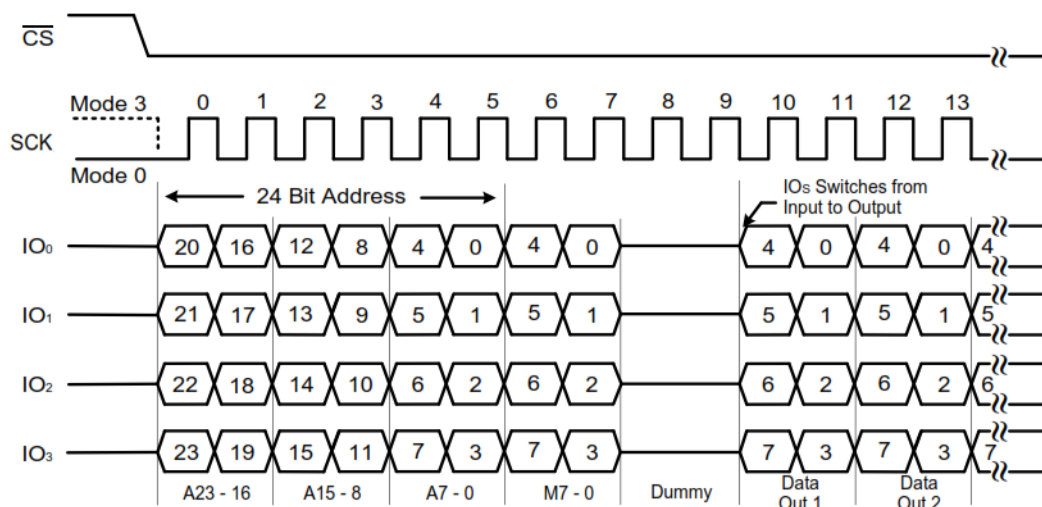 CS
Mode 3 0 1 2 3 4 5 6 7 8 9 10 11 12 13
SCK
Mode 0
24 Bit Address
IOs Switches from
Input to Output
IO0 20 16 12 8 4 0 4 0 4 0 4 0 4
IO1 21 17 13 9 5 1 5 1 5 1 5 1 5
IO2 22 18 14 10 6 2 6 2 6 2 6 2 6
IO3 23 19 15 11 7 3 7 3 7 3 7 3 7
A23 - 16 A15 - 8 A7 - 0 M7 - 0 Dummy Data Data
Out 1 Out 2